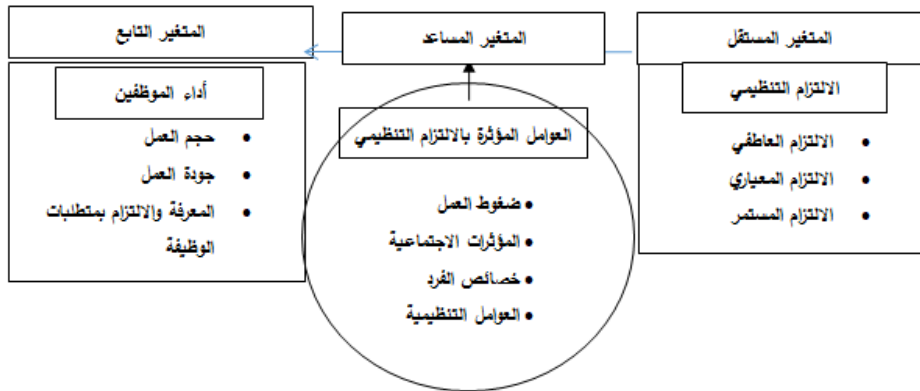 المتغير المستقل
الالتزام التنظيمي
• الالتزام العاطفي
• الالتزام المعياري
• الالتزام المستمر
المتغير المساعد
العوامل المؤثرة بالالتزام التنظيمي
• ضغوط العمل
• المؤثرات الاجتماعية
• خصائص الفرد
• العوامل التنظيمية
المتغير التابع
أداء الموظفين
• حجم العمل
• جودة العمل
• المعرفة والالتزام بمتطلبات
الوظيفة